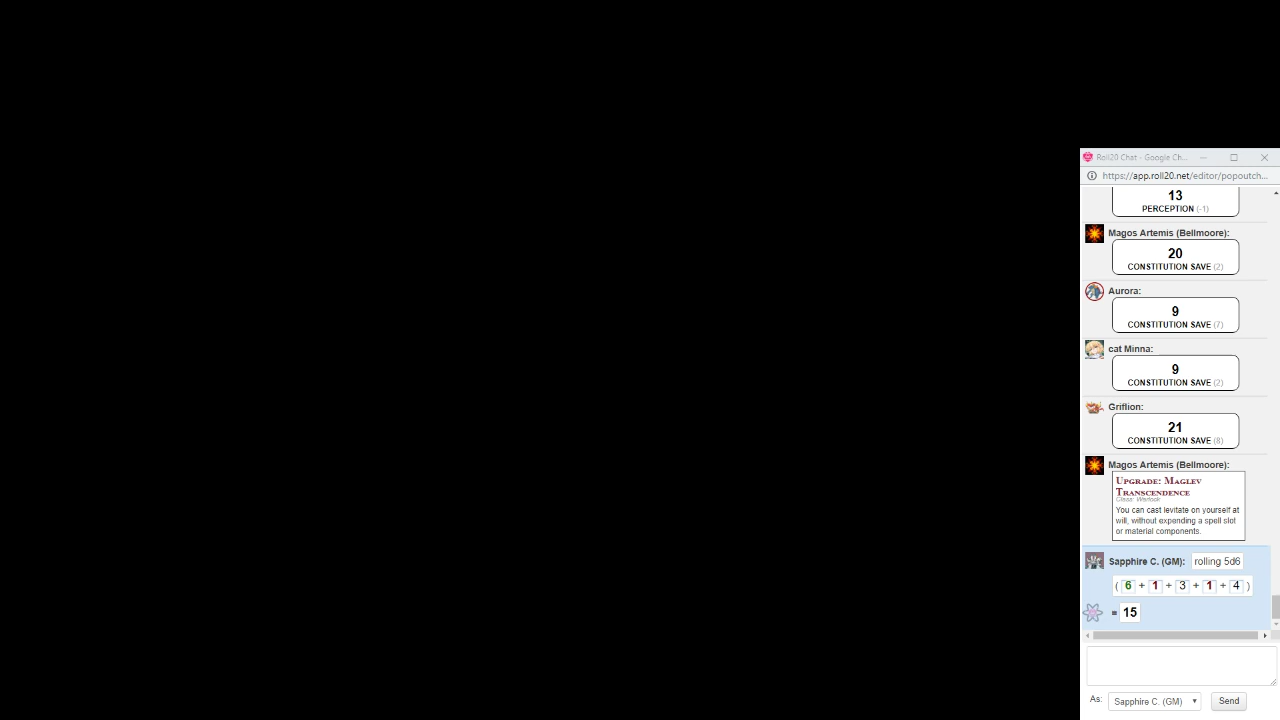 Roll20 Chat - Google Ch...
https://app.roll20.net/editor/popoutch...
13
PERCEPTION (-1)
Magos Artemis (Bellmoore):
20
CONSTITUTION SAVE (2)
Aurora:
9
CONSTITUTION SAVE (7)
cat Minna:
9
CONSTITUTION SAVE (2)
Griflion:
21
CONSTITUTION SAVE (8)
Magos Artemis (Bellmoore):
UPGRADE: MAGLEV
TRANSCENDENCE
Class: Warlock
You can cast levitate on yourself at
will, without expending a spell slot
or material components.
Sapphire C. (GM): rolling 5d6
( 6 + 1 + 3 + 1 + 4 )
= 15
As: Sapphire C. (GM) Send